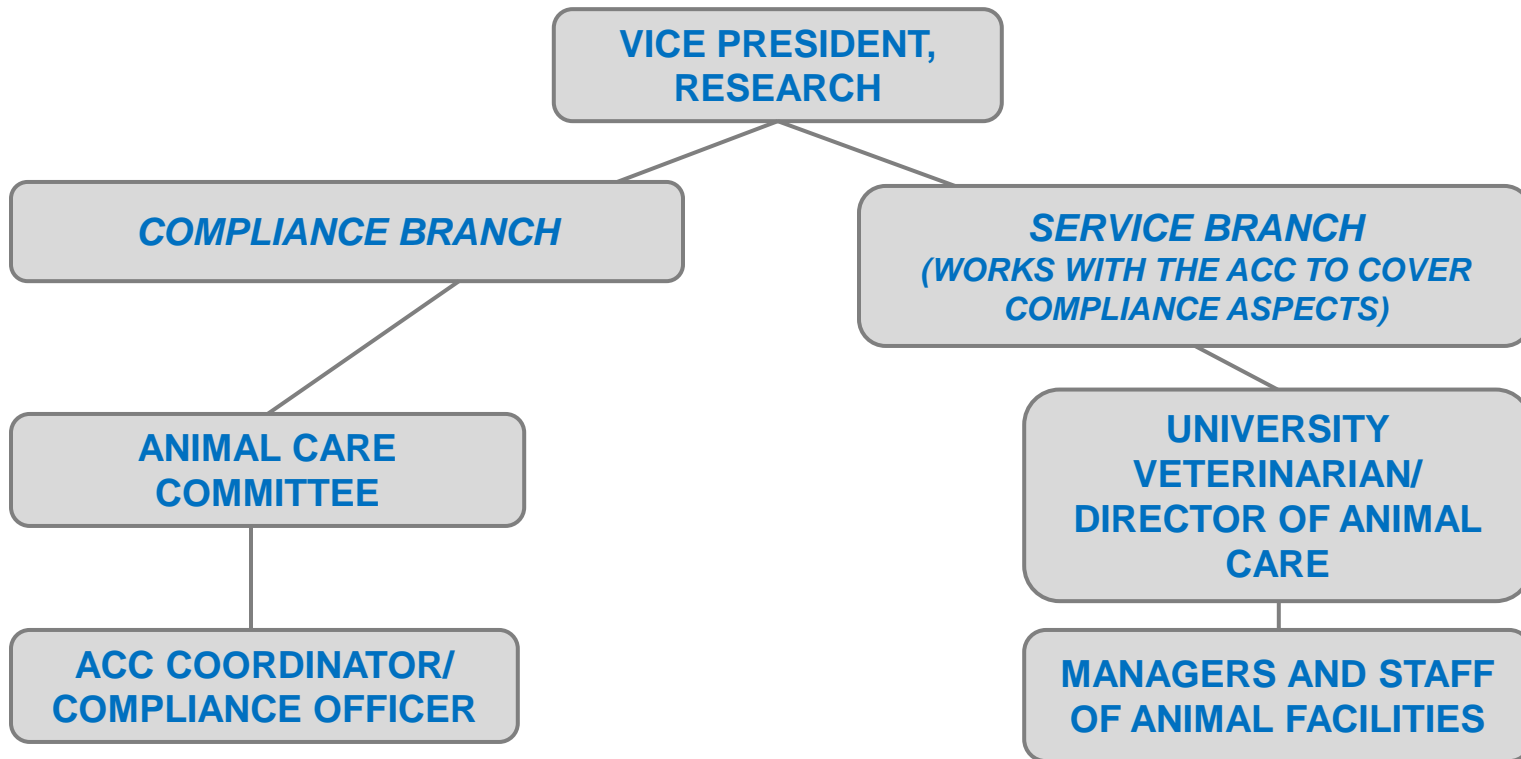 VICE PRESIDENT,
RESEARCH
COMPLIANCE BRANCH
SERVICE BRANCH
(WORKS WITH THE ACC TO COVER
COMPLIANCE ASPECTS)
ANIMAL CARE
COMMITTEE
UNIVERSITY
VETERINARIAN/
DIRECTOR OF ANIMAL
CARE
ACC COORDINATOR/
COMPLIANCE OFFICER
MANAGERS AND STAFF
OF ANIMAL FACILITIES